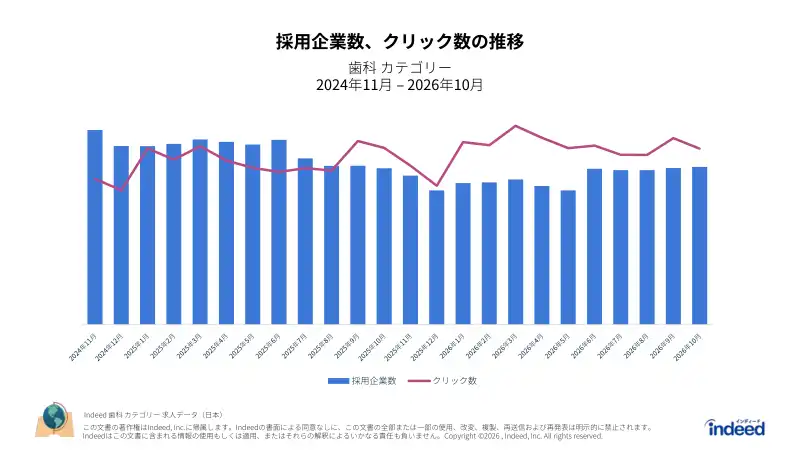 採用企業数、クリック数の推移
歯科 カテゴリー
2024年11月 – 2026年10月
2024年11月
2024年12月
2025年1月
2025年2月
2025年3月
2025年4月
2025年5月
2025年6月
2025年7月
2025年8月
2025年9月
2025年10月
2025年11月
2025年12月
2026年1月
2026年2月
2026年3月
2026年4月
2026年5月
2026年6月
2026年7月
2026年8月
2026年9月
2026年10月
採用企業数 クリック数
Indeed 歯科 カテゴリー 求人データ（日本）
この文書の著作権はIndeed, Inc.に帰属します。Indeedの書面による同意なしに、この文書の全部または一部の使用、改変、複製、再送信および再発表は明示的に禁止されます。
Indeedはこの文書に含まれる情報の使用もしくは適用、またはそれらの解釈によるいかなる責任も負いません。Copyright ©2026 , Indeed, Inc. All rights reserved.
インディード
indeed